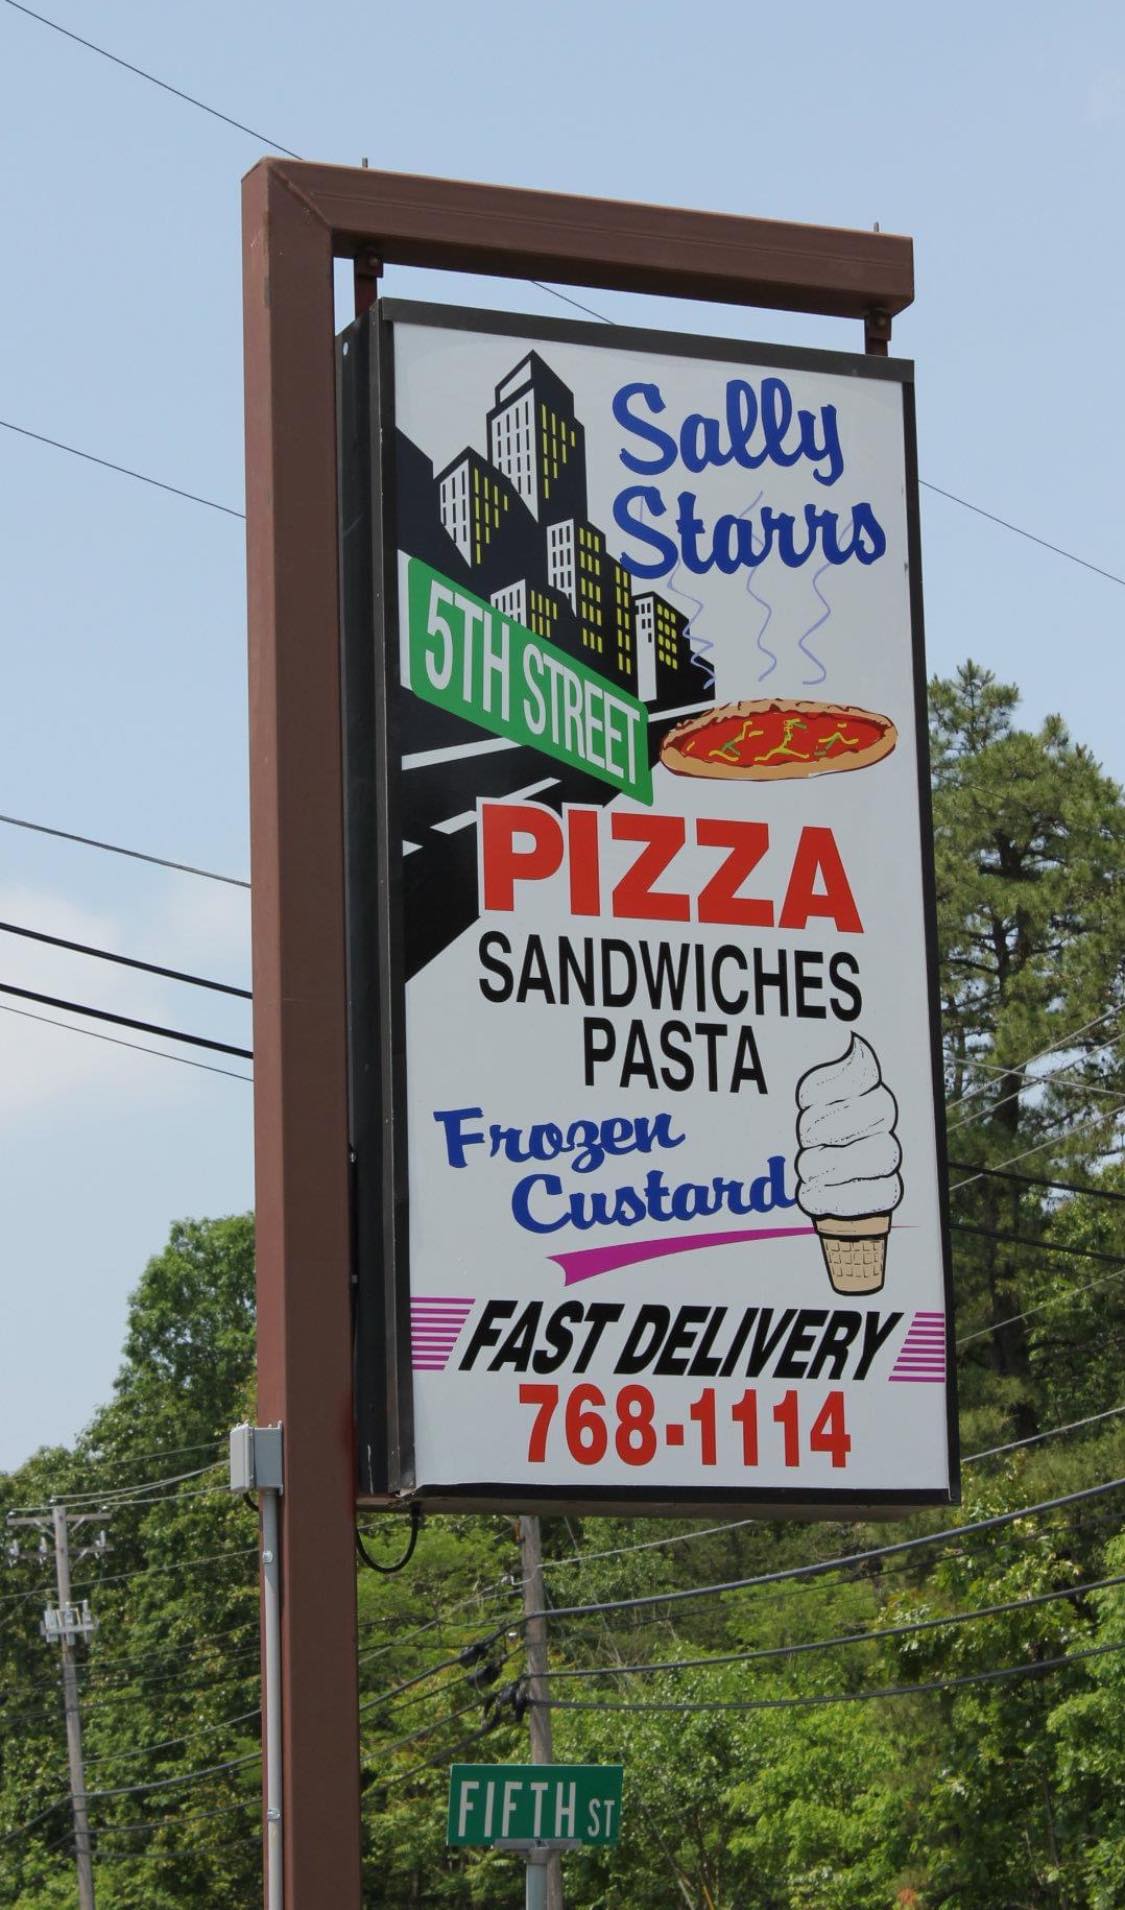 Sally
Starrs
5TH STREET
PIZZA
SANDWICHES
PASTA
Frozen
Custard
FAST DELIVERY
768-1114
FIFTH ST